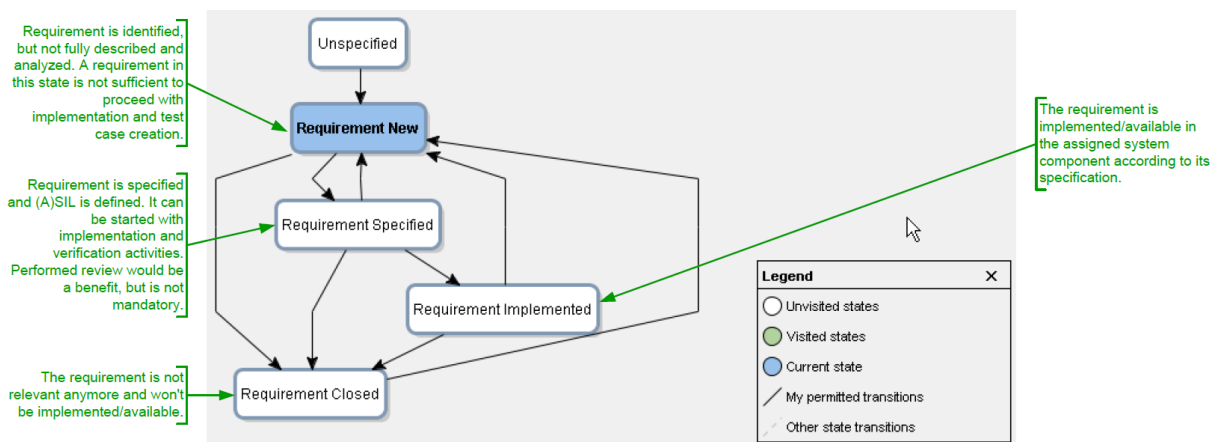 Requirement is identified,
but not fully described and
analyzed. A requirement in
this state is not sufficient to
proceed with
implementation and test
case creation.
Unspecified
Requirement New
The requirement is
implemented/available in
the assigned system
component according to its
specification.
Requirement is specified
and (A)SIL is defined. It can
be started with
implementation and
verification activities.
Performed review would be
a benefit, but is not
mandatory.
Requirement Specified
Requirement Implemented
The requirement is not
relevant anymore and won't
be implemented/available.
Requirement Closed
Legend
Unvisited states
Visited states
Current state
My permitted transitions
Other state transitions